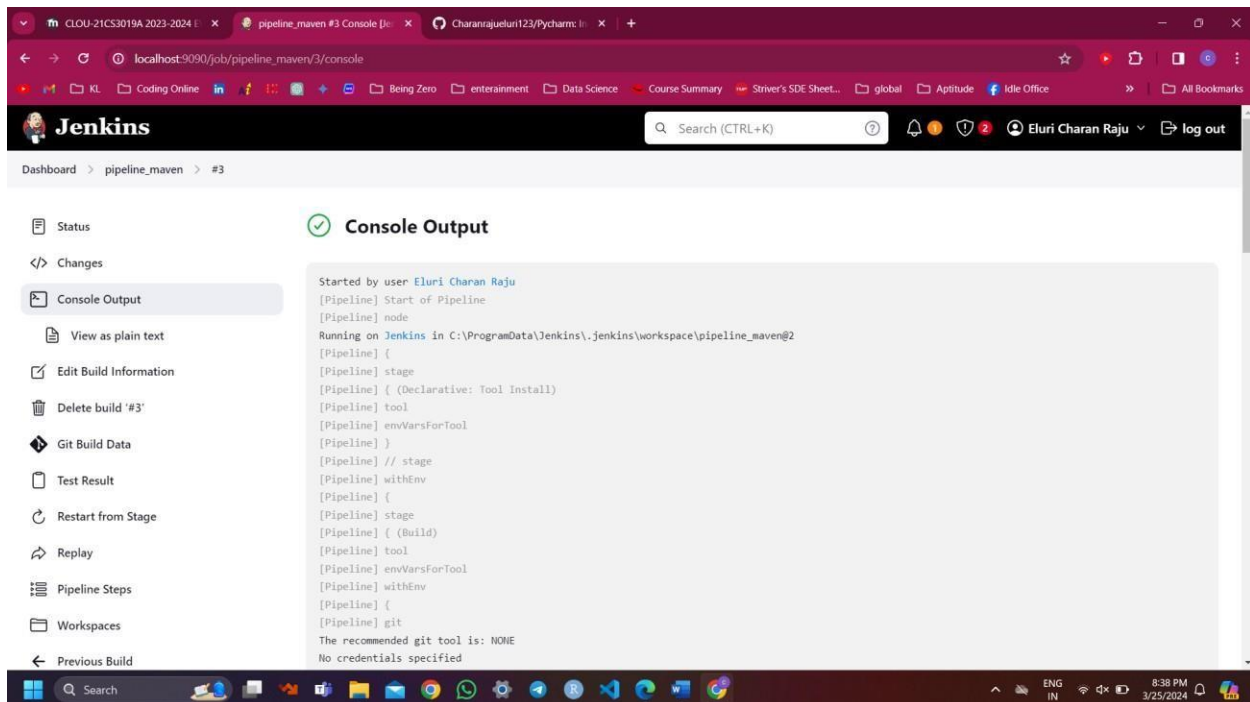 CLOU-21CS3019A 2023-2024 E
pipeline_maven #3 Console [Je
Charanrajueluri123/Pycharm: In
localhost:9090/job/pipeline_maven/3/console
KL
Coding Online
Being Zero
enterainment
Data Science
Course Summary
Striver's SDE Sheet...
global
Aptitude
Idle Office
»
All Bookmarks
Jenkins
Search (CTRL+K)
1
2
Eluri Charan Raju
log out
Dashboard > pipeline_maven > #3
Status
Changes
Console Output
View as plain text
Edit Build Information
Delete build '#3'
Git Build Data
Test Result
Restart from Stage
Replay
Pipeline Steps
Workspaces
Previous Build
Console Output
Started by user Eluri Charan Raju
[Pipeline] Start of Pipeline
[Pipeline] node
Running on Jenkins in C:\ProgramData\Jenkins\.jenkins\workspace\pipeline_maven@2
[Pipeline] {
[Pipeline] stage
[Pipeline] { (Declarative: Tool Install)
[Pipeline] tool
[Pipeline] envVarsForTool
[Pipeline] }
[Pipeline] // stage
[Pipeline] withEnv
[Pipeline] {
[Pipeline] stage
[Pipeline] { (Build)
[Pipeline] tool
[Pipeline] envVarsForTool
[Pipeline] withEnv
[Pipeline] {
[Pipeline] git
The recommended git tool is: NONE
No credentials specified
Search
ENG
IN
8:38 PM
3/25/2024